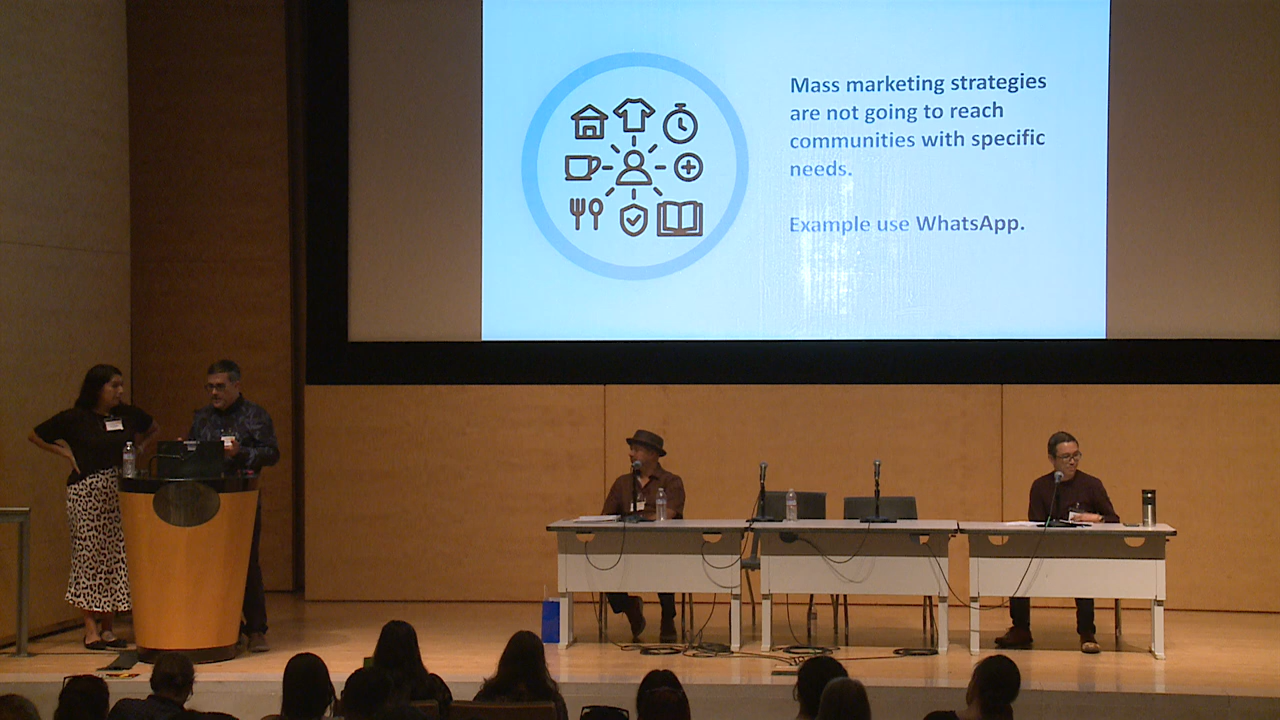 Mass marketing strategies
are not going to reach
communities with specific
needs.
Example use WhatsApp.